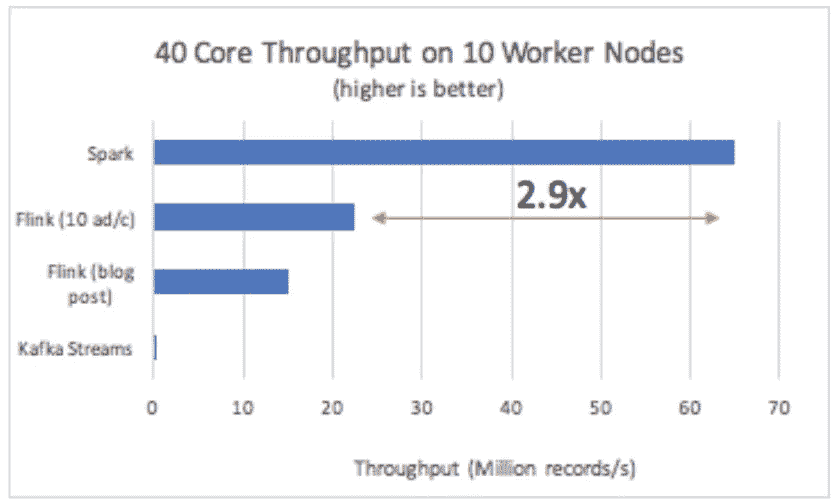 40 Core Throughput on 10 Worker Nodes
(higher is better)
Spark
2.9x
Flink (10 ad/c)
Flink (blog
post)
Kafka Streams
0 10 20 30 40 50 60 70
Throughput (Million records/s)